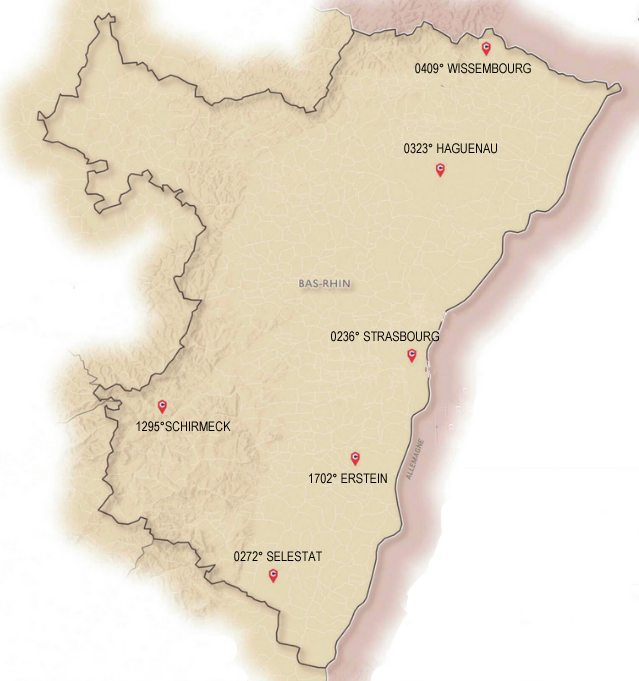 0409° WISSEMBOURG
0323° HAGUENAU
BAS-RHIN
0236° STRASBOURG
1295°SCHIRMECK
ALLEMAGNE
1702° ERSTEIN
0272° SELESTAT